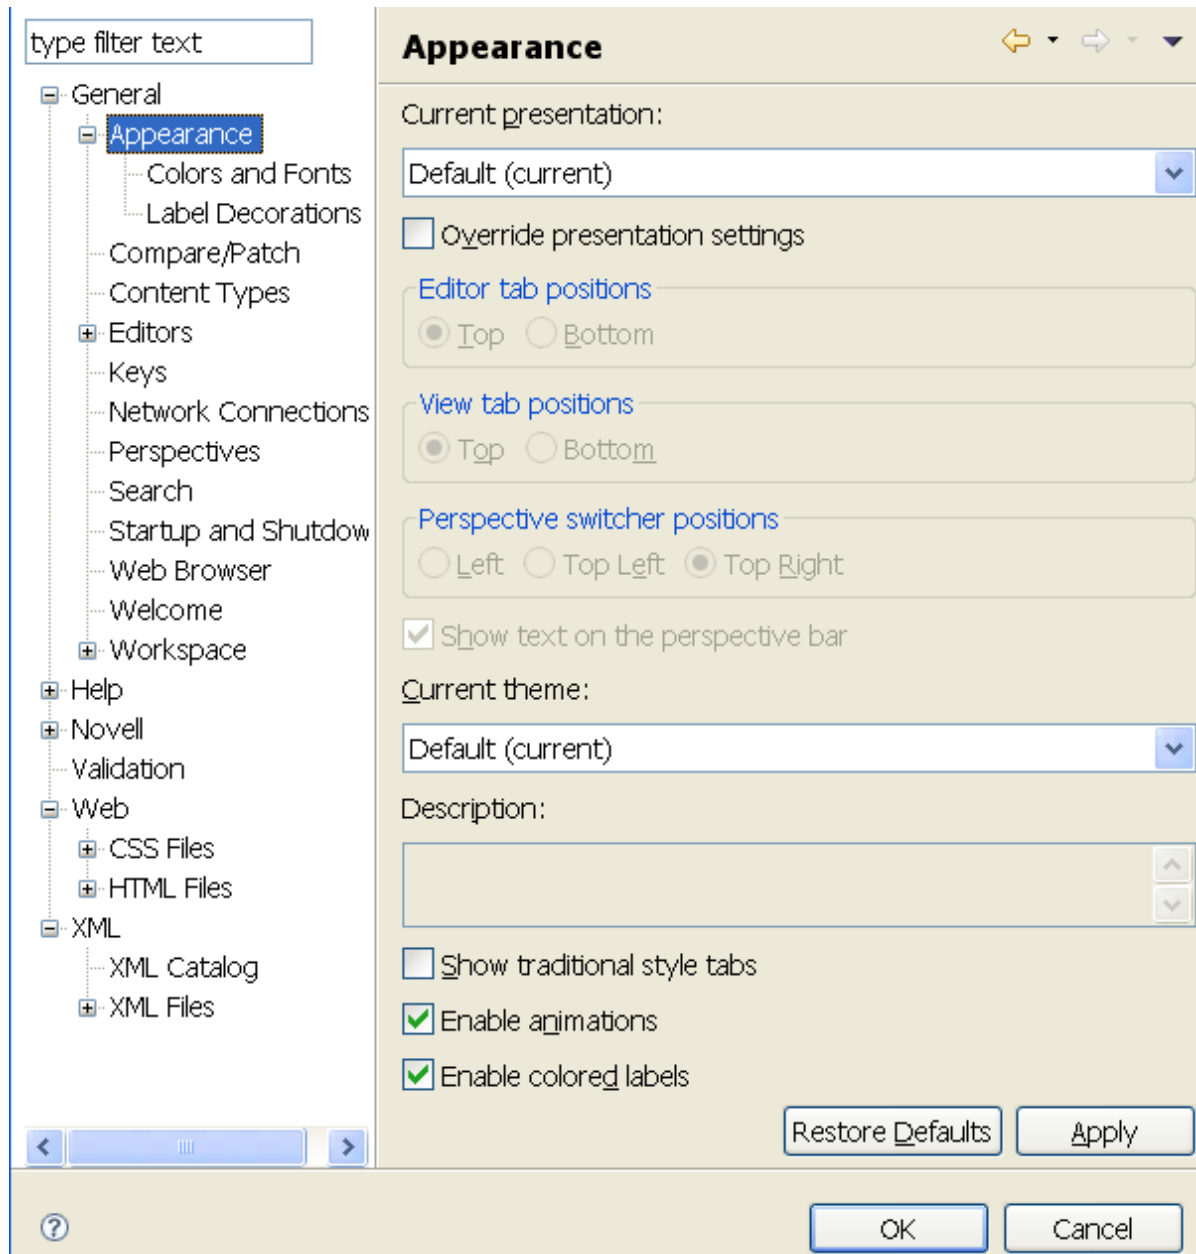 type filter text
General
Appearance
Colors and Fonts
Label Decorations
Compare/Patch
Content Types
Editors
Keys
Network Connections
Perspectives
Search
Startup and Shutdow
Web Browser
Welcome
Workspace
Help
Novell
Validation
Web
CSS Files
HTML Files
XML
XML Catalog
XML Files
Appearance
Current presentation:
Default (current)
Override presentation settings
Editor tab positions
Top Bottom
View tab positions
Top Bottom
Perspective switcher positions
Left Top Left Top Right
Show text on the perspective bar
Current theme:
Default (current)
Description:
Show traditional style tabs
Enable animations
Enable colored labels
Restore Defaults Apply
? OK Cancel